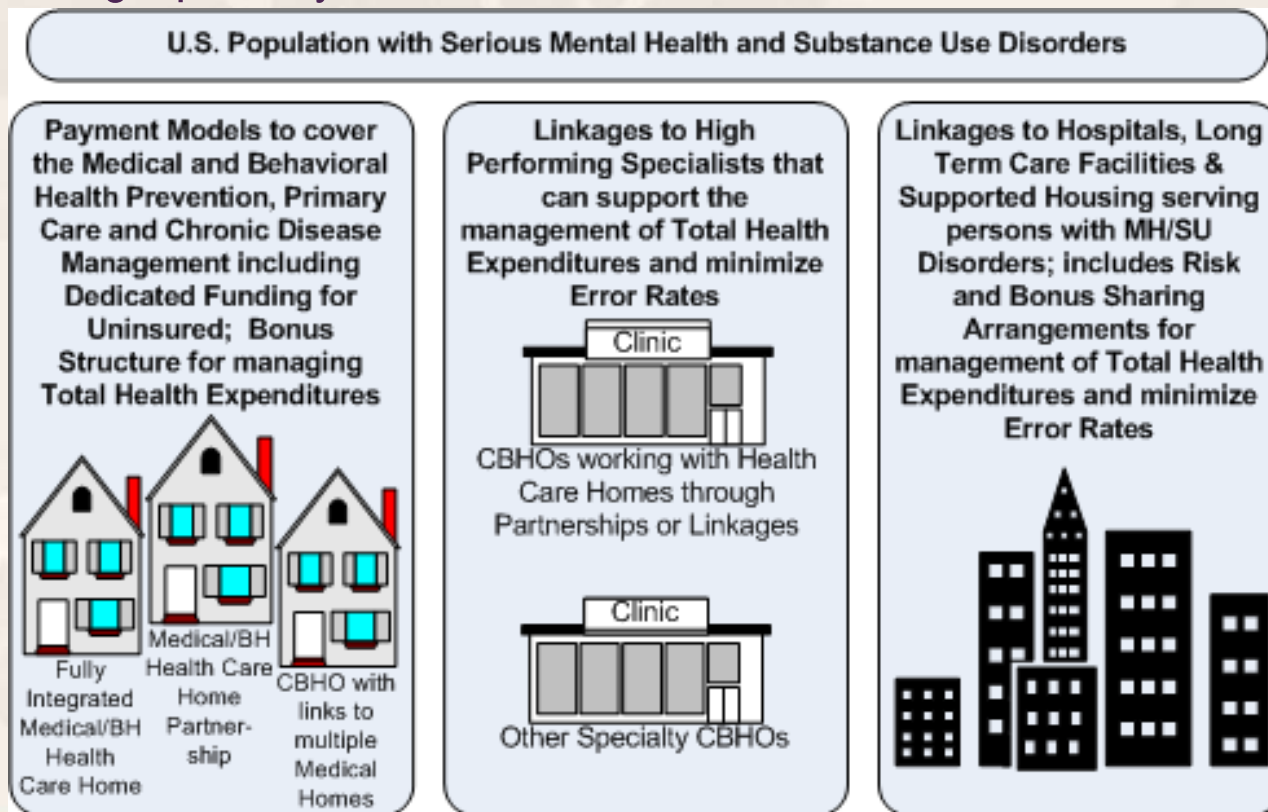 U.S. Population with Serious Mental Health and Substance Use Disorders
Payment Models to cover
the Medical and Behavioral
Health Prevention, Primary
Care and Chronic Disease
Management including
Dedicated Funding for
Uninsured; Bonus
Structure for managing
Total Health Expenditures
Fully
Integrated
Medical/BH
Health
Care Home
Medical/BH
Health Care
Home
Partner-
ship
CBHO with
links to
multiple
Medical
Homes
Linkages to High
Performing Specialists that
can support the
management of Total Health
Expenditures and minimize
Error Rates
Clinic
CBHOs working with Health
Care Homes through
Partnerships or Linkages
Clinic
Other Specialty CBHOs
Linkages to Hospitals, Long
Term Care Facilities &
Supported Housing serving
persons with MH/SU
Disorders; includes Risk
and Bonus Sharing
Arrangements for
management of Total Health
Expenditures and minimize
Error Rates